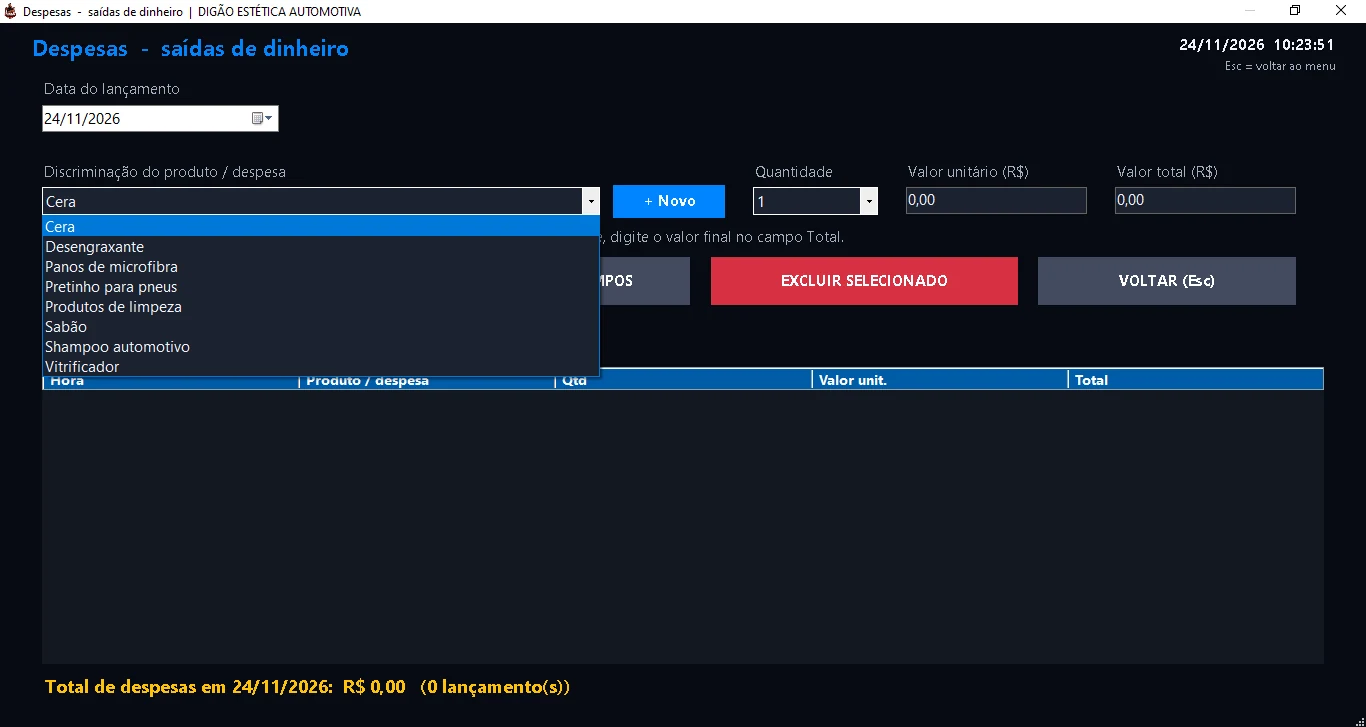 Despesas - saídas de dinheiro | DIGÃO ESTÉTICA AUTOMOTIVA
Despesas - saídas de dinheiro
24/11/2026 10:23:51
Esc = voltar ao menu
Data do lançamento
24/11/2026
Discriminação do produto / despesa
Quantidade
Valor unitário (R$)
Valor total (R$)
Cera
+ Novo
1
0,00
0,00
Cera
Desengraxante
Panos de microfibra
Pretinho para pneus
Produtos de limpeza
Sabão
Shampoo automotivo
Vitrificador
, digite o valor final no campo Total.
MPOS
EXCLUIR SELECIONADO
VOLTAR (Esc)
Hora
Produto / despesa
Qtd
Valor unit.
Total
Total de despesas em 24/11/2026: R$ 0,00 (0 lançamento(s))